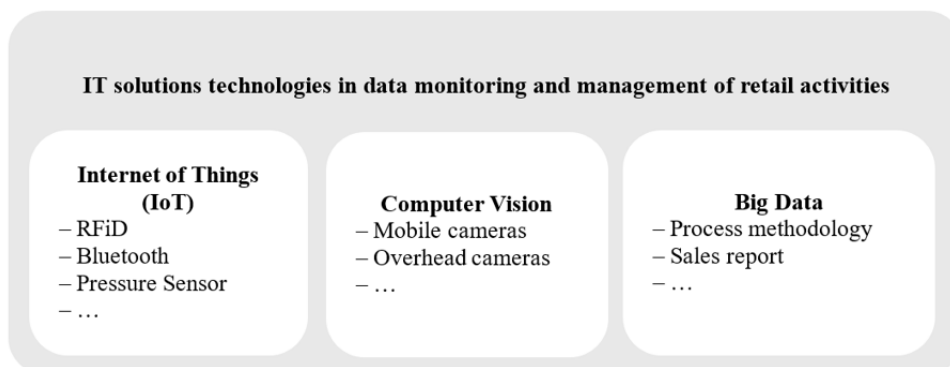 IT solutions technologies in data monitoring and management of retail activities
Internet of Things
(IoT)
– RFiD
– Bluetooth
– Pressure Sensor
– …
Computer Vision
– Mobile cameras
– Overhead cameras
– …
Big Data
– Process methodology
– Sales report
– …